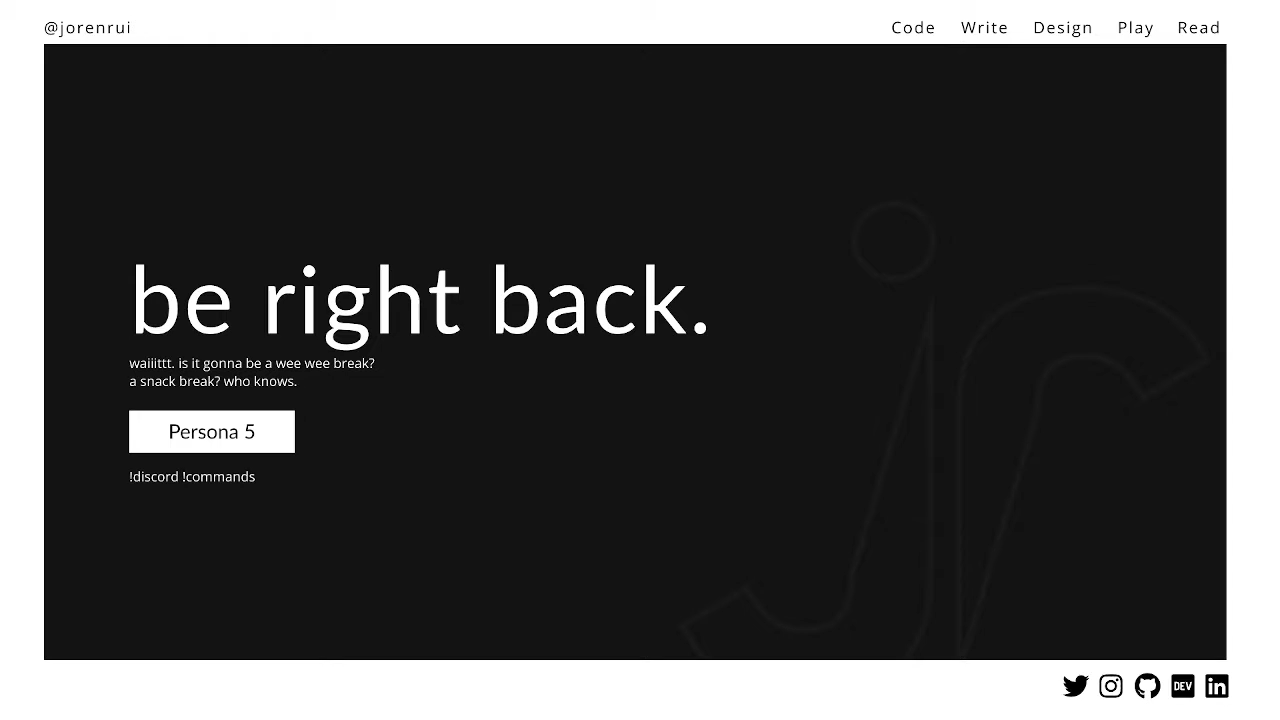 @jorenrui
Code Write Design Play Read
be right back.
waiiittt. is it gonna be a wee wee break?
a snack break? who knows.
Persona 5
!discord !commands
jr
DEV
in